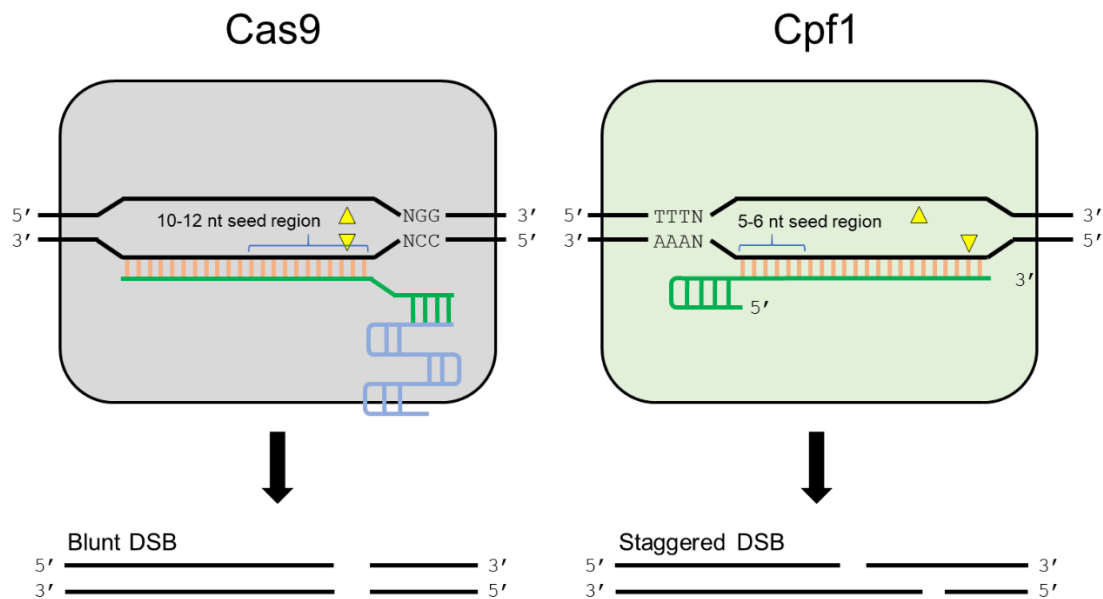 Cas9
Cpf1
5′ 10-12 nt seed region NGG 3′
3′ NCC 5′
5′ TTTN 5-6 nt seed region 3′
3′ AAAN 5′
3′
5′
Blunt DSB
5′ 3′
3′ 5′
Staggered DSB
5′ 3′
3′ 5′